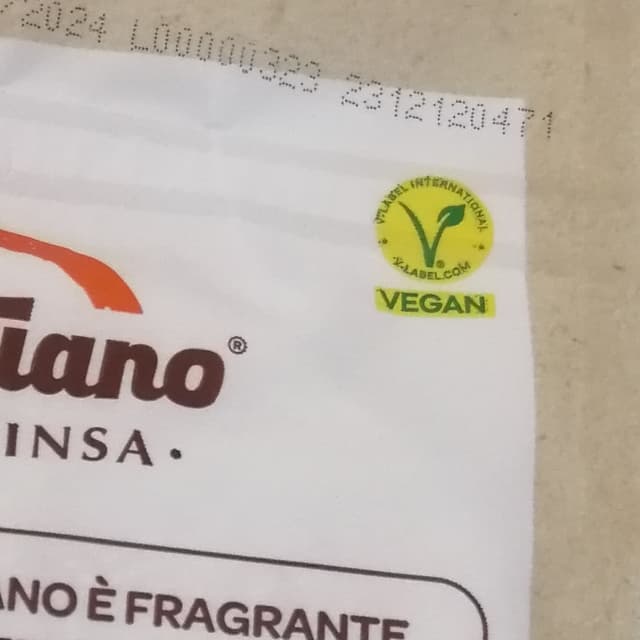 /2024 L00000323 2312120471
V-LABEL INTERNATIONAL
V-LABEL.COM
VEGAN
iano®
INSA •
ANO È FRAGRANTE